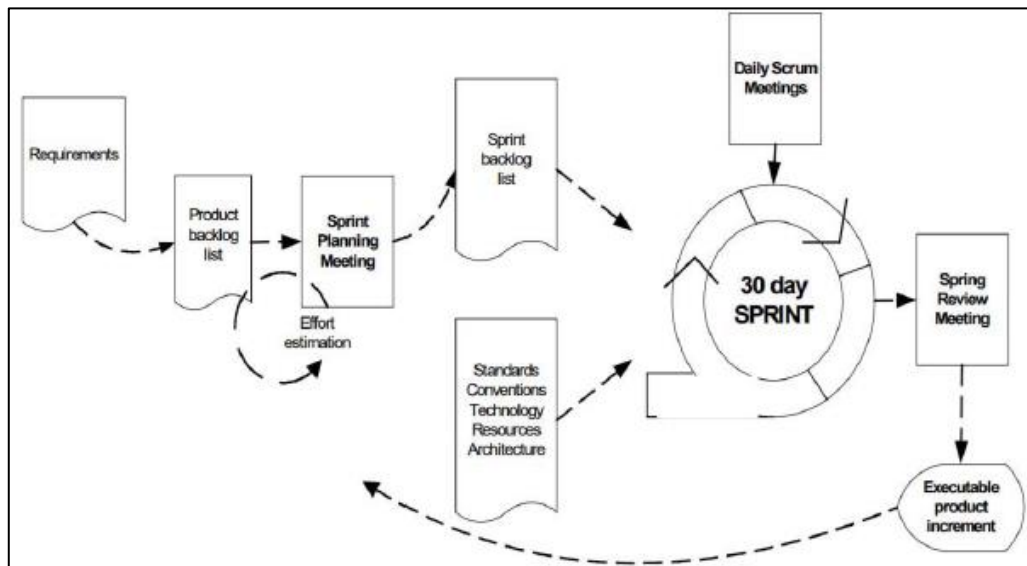 Requirements
Product
backlog
list
Sprint
Planning
Meeting
Effort
estimation
Sprint
backlog
list
Standards
Conventions
Technology
Resources
Architecture
Daily Scrum
Meetings
30 day
SPRINT
Spring
Review
Meeting
Executable
product
increment